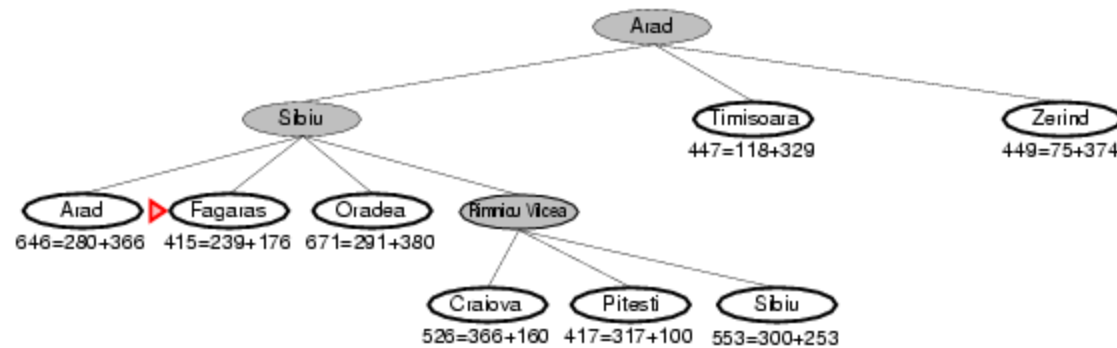 Arad
Sibiu
Timisoara
Zerind
447=118+329
449=75+374
Arad
Fagaras
Oradea
Rimnicu Vilcea
646=280+366
415=239+176
671=291+380
Craiova
Pitesti
Sibiu
526=366+160
417=317+100
553=300+253